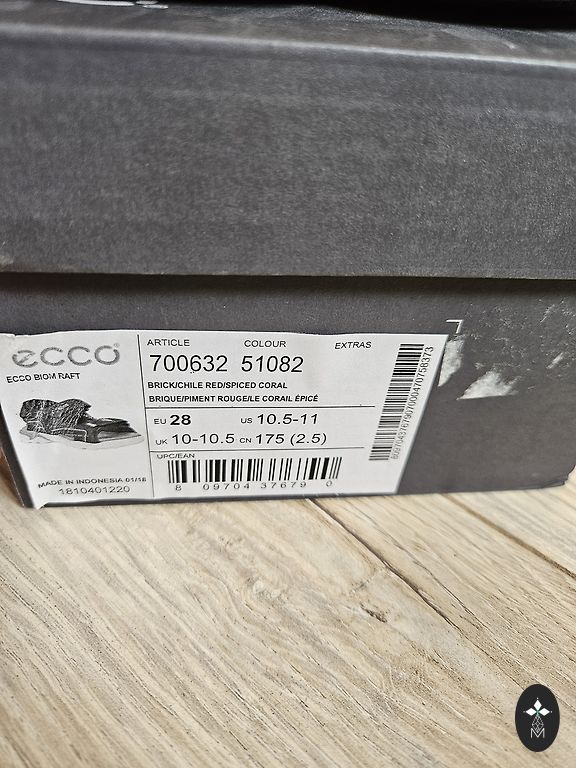 ecco
ECCO BIOM RAFT
MADE IN INDONESIA 01/18
1810401220
ARTICLE COLOUR EXTRAS
700632 51082
BRICK/CHILE RED/SPICED CORAL
BRIQUE/PIMENT ROUGE/LE CORAIL ÉPICÉ
EU 28 US 10.5-11
UK 10-10.5 CN 175 (2.5)
UPC/EAN
8 09704 37679 0
M